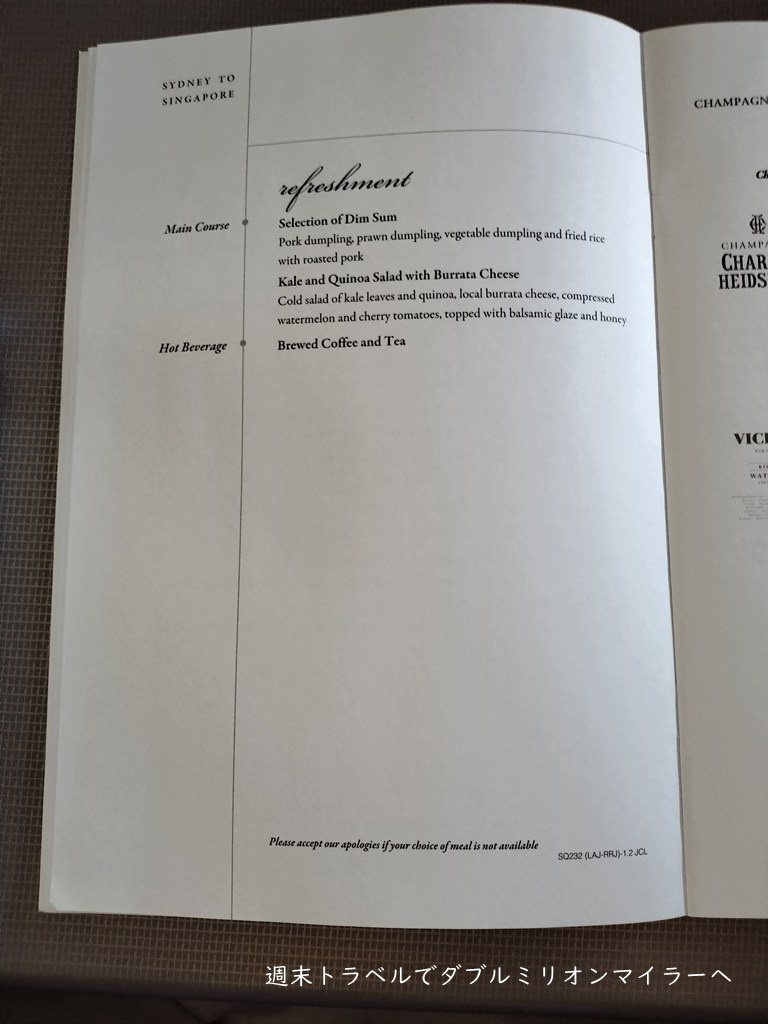 SYDNEY TO
SINGAPORE
refreshment
Main Course
Selection of Dim Sum
Pork dumpling, prawn dumpling, vegetable dumpling and fried rice
with roasted pork
Kale and Quinoa Salad with Burrata Cheese
Cold salad of kale leaves and quinoa, local burrata cheese, compressed
watermelon and cherry tomatoes, topped with balsamic glaze and honey
Hot Beverage
Brewed Coffee and Tea
Please accept our apologies if your choice of meal is not available
SQ232 (LAJ-RRJ)-1.2 JCL
CHAMPAGN
Ch
CHAMPA
CHAR
HEIDS
VICE
WAT
週末トラベルでダブルミリオンマイラーへ